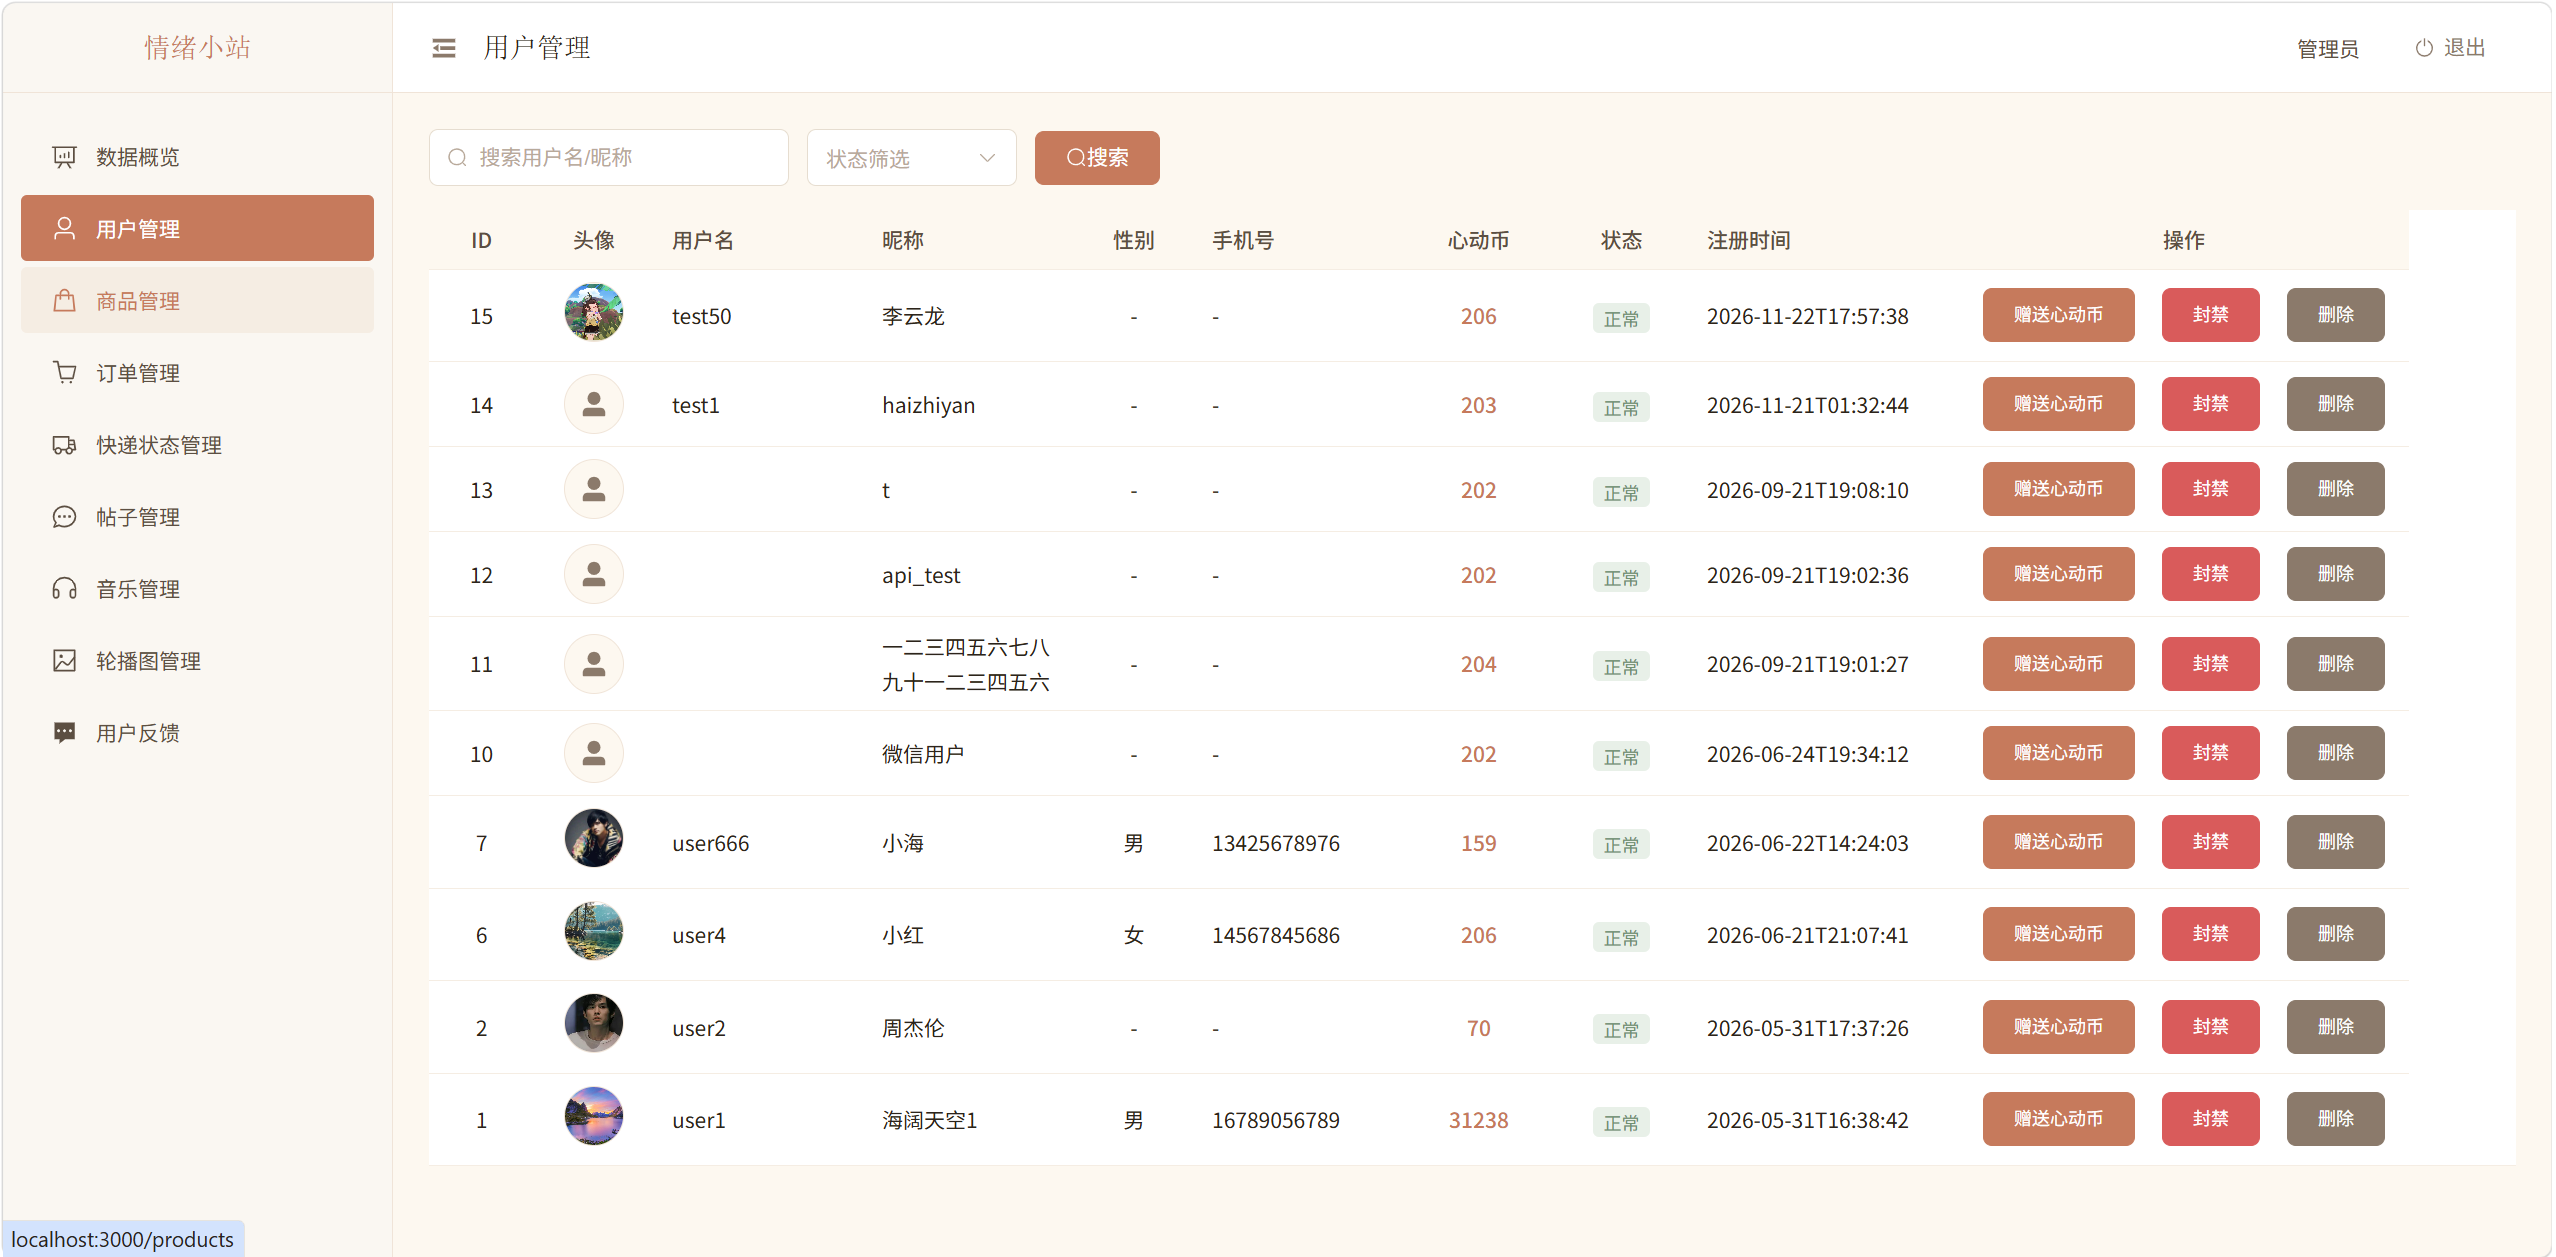 情绪小站
用户管理
管理员
退出
数据概览
用户管理
商品管理
订单管理
快递状态管理
帖子管理
音乐管理
轮播图管理
用户反馈
搜索用户名/昵称
状态筛选
搜索
ID 头像 用户名 昵称 性别 手机号 心动币 状态 注册时间 操作
15 test50 李云龙 - - 206 正常 2026-11-22T17:57:38 赠送心动币 封禁 删除
14 test1 haizhiyan - - 203 正常 2026-11-21T01:32:44 赠送心动币 封禁 删除
13 t - - 202 正常 2026-09-21T19:08:10 赠送心动币 封禁 删除
12 api_test - - 202 正常 2026-09-21T19:02:36 赠送心动币 封禁 删除
11 一二三四五六七八
九十一二三四五六 - - 204 正常 2026-09-21T19:01:27 赠送心动币 封禁 删除
10 微信用户 - - 202 正常 2026-06-24T19:34:12 赠送心动币 封禁 删除
7 user666 小海 男 13425678976 159 正常 2026-06-22T14:24:03 赠送心动币 封禁 删除
6 user4 小红 女 14567845686 206 正常 2026-06-21T21:07:41 赠送心动币 封禁 删除
2 user2 周杰伦 - - 70 正常 2026-05-31T17:37:26 赠送心动币 封禁 删除
1 user1 海阔天空1 男 16789056789 31238 正常 2026-05-31T16:38:42 赠送心动币 封禁 删除
localhost:3000/products